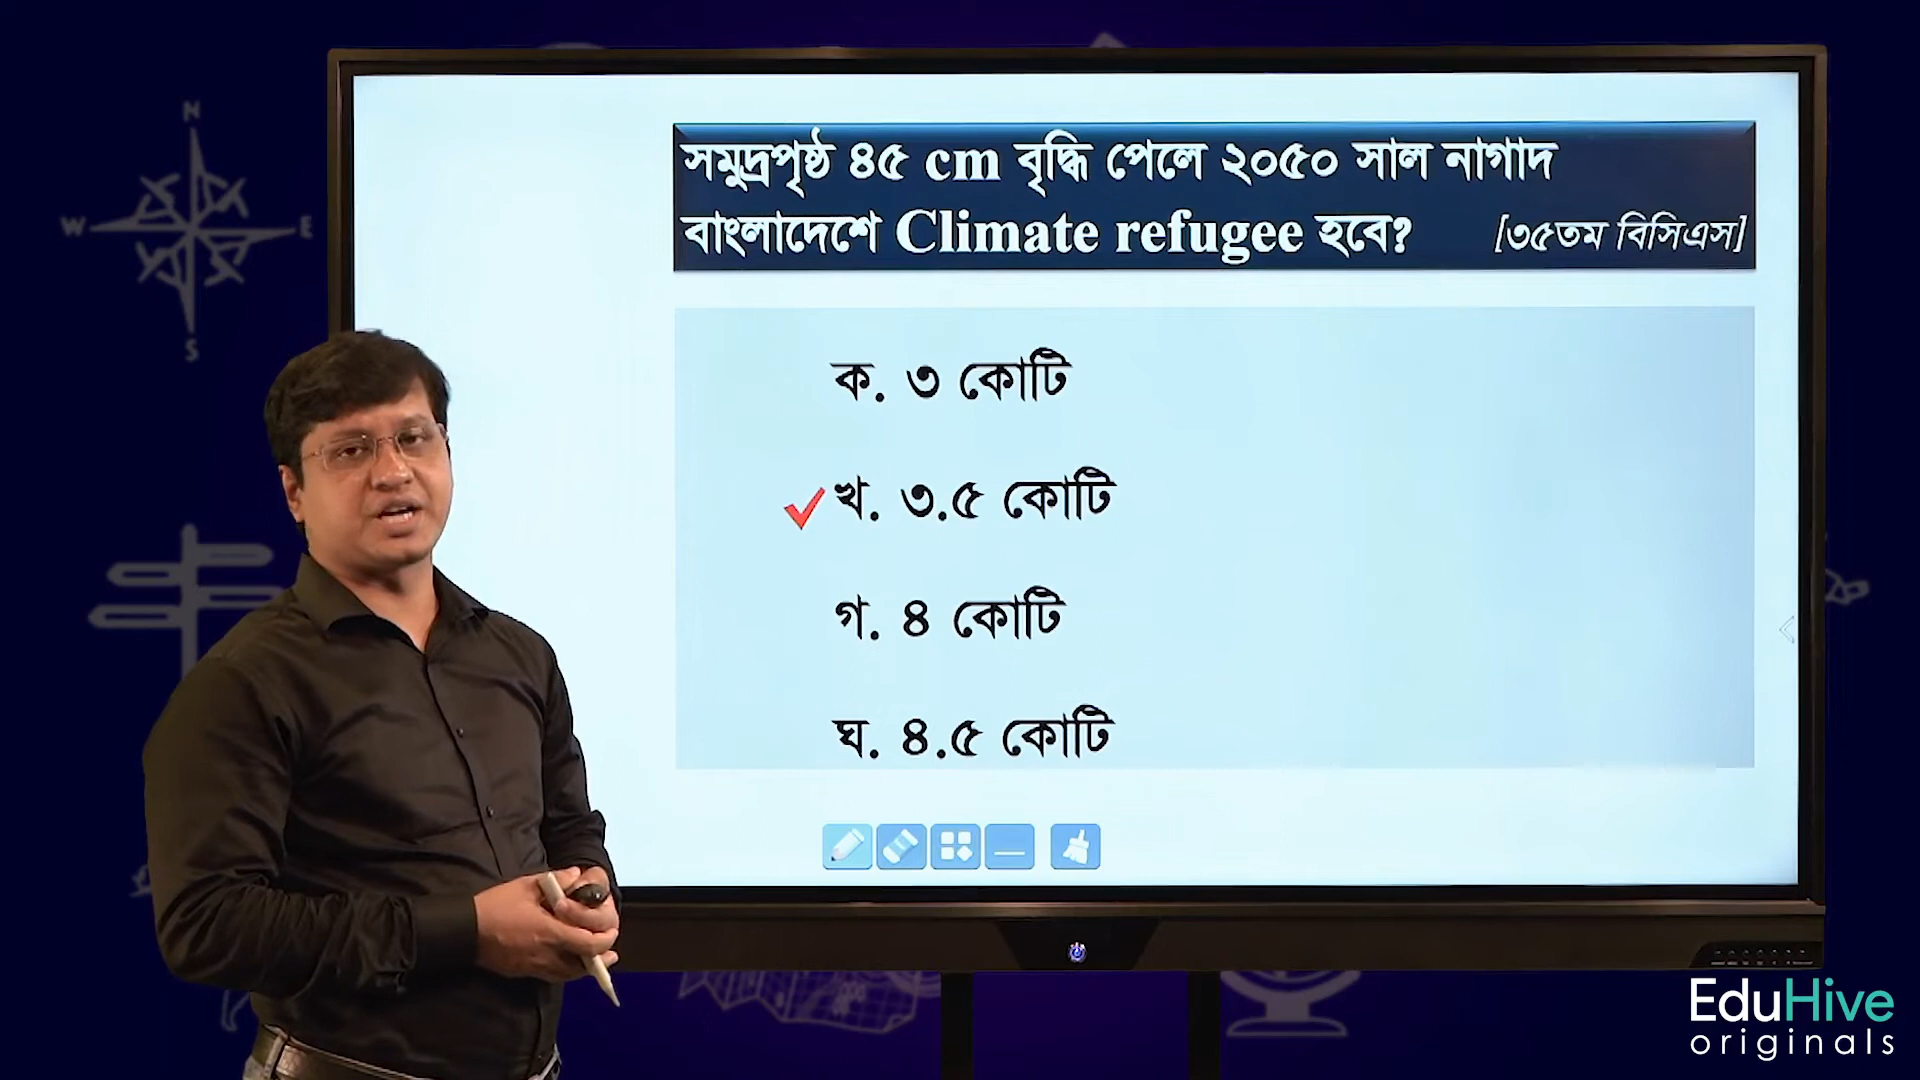 N
W E
S
সমুদ্রপৃষ্ঠ ৪৫ cm বৃদ্ধি পেলে ২০৫০ সাল নাগাদ
বাংলাদেশে Climate refugee হবে? [৩৫তম বিসিএস]
ক. ৩ কোটি
খ. ৩.৫ কোটি
গ. ৪ কোটি
ঘ. ৪.৫ কোটি
EduHive
originals